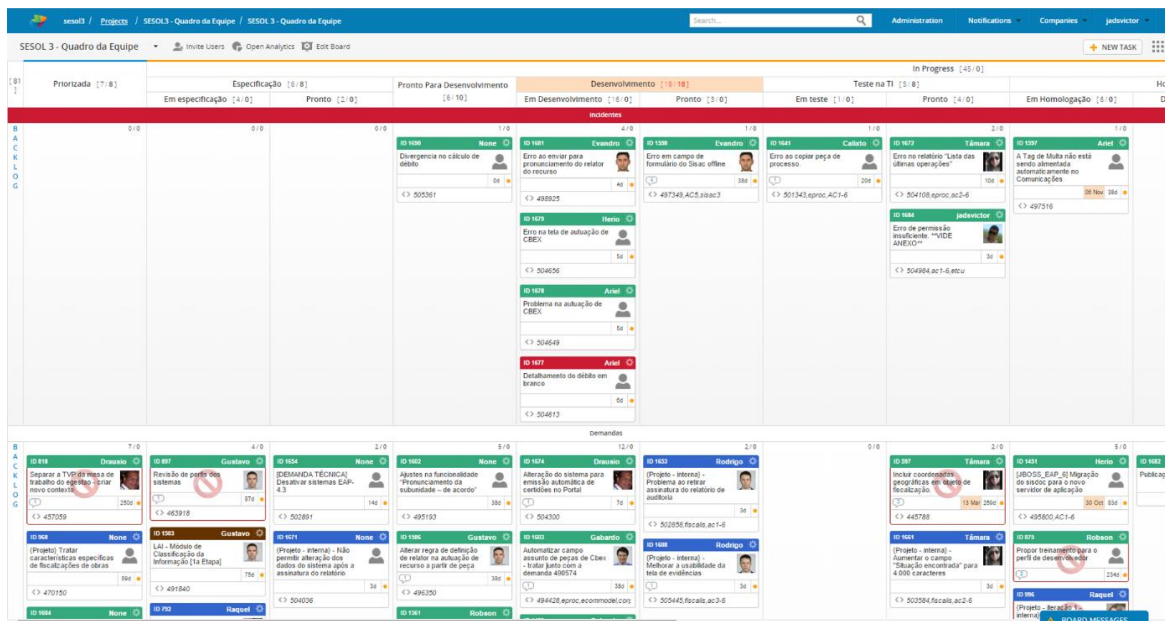 sesol3 / Projects / SESOL3 - Quadro da Equipe / SESOL 3 - Quadro da Equipe
Search...
Administration Notifications Companies jadsvictor
SESOL 3 - Quadro da Equipe Invite Users Open Analytics Edit Board
+ NEW TASK
In Progress [45/0]
Priorizada [7/8] Especificação [6/8] Pronto Para Desenvolvimento [6/10] Desenvolvimento Teste na TI [5/8]
Em especificação [4/0] Pronto [2/0] Em Desenvolvimento [16/0] Pronto [3/0] Em teste [1/0] Pronto [4/0] Em Homologação [6/0]
Incidentes
BACKLOG
0/0 0/0 0/0 1/0 4/0 1/0 1/0 2/0 1/0
ID 1690 None
Divergencia no cálculo de
débito
0d
<> 505361
ID 1681 Evandro
Erro ao enviar para
pronunciamento do relator
do recurso
4d
<> 498925
ID 1679 Herio
Erro na tela de autuação de
CBEX
5d
<> 504656
ID 1678 Ariel
Problema na autuação de
CBEX
5d
<> 504649
ID 1677 Ariel
Detalhamento do débito em
branco
6d
<> 504613
ID 1598 Evandro
Erro em campo de
formulário do Sisac offline
38d
<> 497349,AC5,sisac3
ID 1641 Calixto
Erro ao copiar peça de
processo
20d
<> 501343,eproc,AC1-6
ID 1672 Tâmara
Erro no relatório "Lista das
últimas operações"
10d
<> 504108,eproc,ac2-6
ID 1684 jadsvictor
Erro de permissão
insuficiente. **VIDE
ANEXO**
3d
<> 504984,ac1-6,etcu
ID 1597 Ariel
A Tag de Multa não está
sendo alimentada
automaticamente no
Comunicações
06 Nov 38d
<> 497516
Demandas
BACKLOG
7/0 4/0 2/0 5/0 12/0 2/0 0/0 2/0 5/0
ID 818 Drausio
Separar a TVP da mesa de
trabalho do egestao - criar
novo contexto
250d
<> 457059
ID 968 None
(Projeto) Tratar
características específicas
de fiscalizações de obras
<> 470150
ID 1684 None
ID 897 Gustavo
Revisão de perfis dos
sistemas
87d
<> 463918
ID 1503 Gustavo
LAI - Módulo de
Classificação da
Informação [1a Etapa]
<> 491840
ID 792 Raquel
ID 1654 None
[DEMANDA TÉCNICA]
Desativar sistemas EAP-
4.3
14d
<> 502891
ID 1671 None
(Projeto - interna) - Não
permitir alteração dos
dados do sistema após a
assinatura do relatório
3d
<> 504036
ID 1602 None
Ajustes na funcionalidade
"Pronunciamento da
subunidade – de acordo"
38d
<> 495193
ID 1586 Gustavo
Alterar regra de definição
de relator na autuação de
recurso a partir de peça
38d
<> 496350
ID 1361 Robson
ID 1674 Drausio
Alteração do sistema para
emissão automática de
certidões no Portal
7d
<> 504300
ID 1603 Gabardo
Automatizar campo
assunto de peças de Cbex
- tratar junto com a
demanda 490574
38d
<> 494428,eproc,ecommodel,corp
ID 1653 Rodrigo
(Projeto - interna) -
Problema ao retirar
assinatura do relatório de
auditoria
3d
<> 502858,fiscalis,ac1-6
ID 1688 Rodrigo
(Projeto - interna) -
Melhorar a usabilidade da
tela de evidências
3d
<> 505445,fiscalis,ac3-6
ID 597 Tâmara
Incluir coordenadas
geográficas em objeto de
fiscalização
13 Mar 259d
<> 445788
ID 1661 Tâmara
(Projeto - interna) -
Aumentar o campo
"Situação encontrada" para
4.000 caracteres
3d
<> 503584,fiscalis,ac2-6
ID 1431 Herio
[JBOSS_EAP_6] Migração
do sisdoc para o novo
servidor de aplicação
30 Oct 83d
<> 495800,AC1-6
ID 879 Robson
Propor treinamento para o
perfil de desenvolvedor
234d
ID 996 Raquel
(Projeto - Iteração 1 -
interna)
ID 1682
BOARD MESSAGES